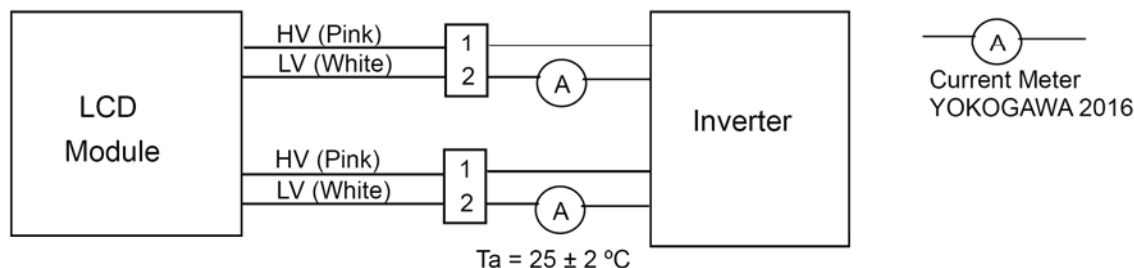 HV (Pink)
1
LV (White)
2
A
LCD
Module
Inverter
HV (Pink)
1
LV (White)
2
A
Ta = 25 ± 2 ºC
A
Current Meter
YOKOGAWA 2016